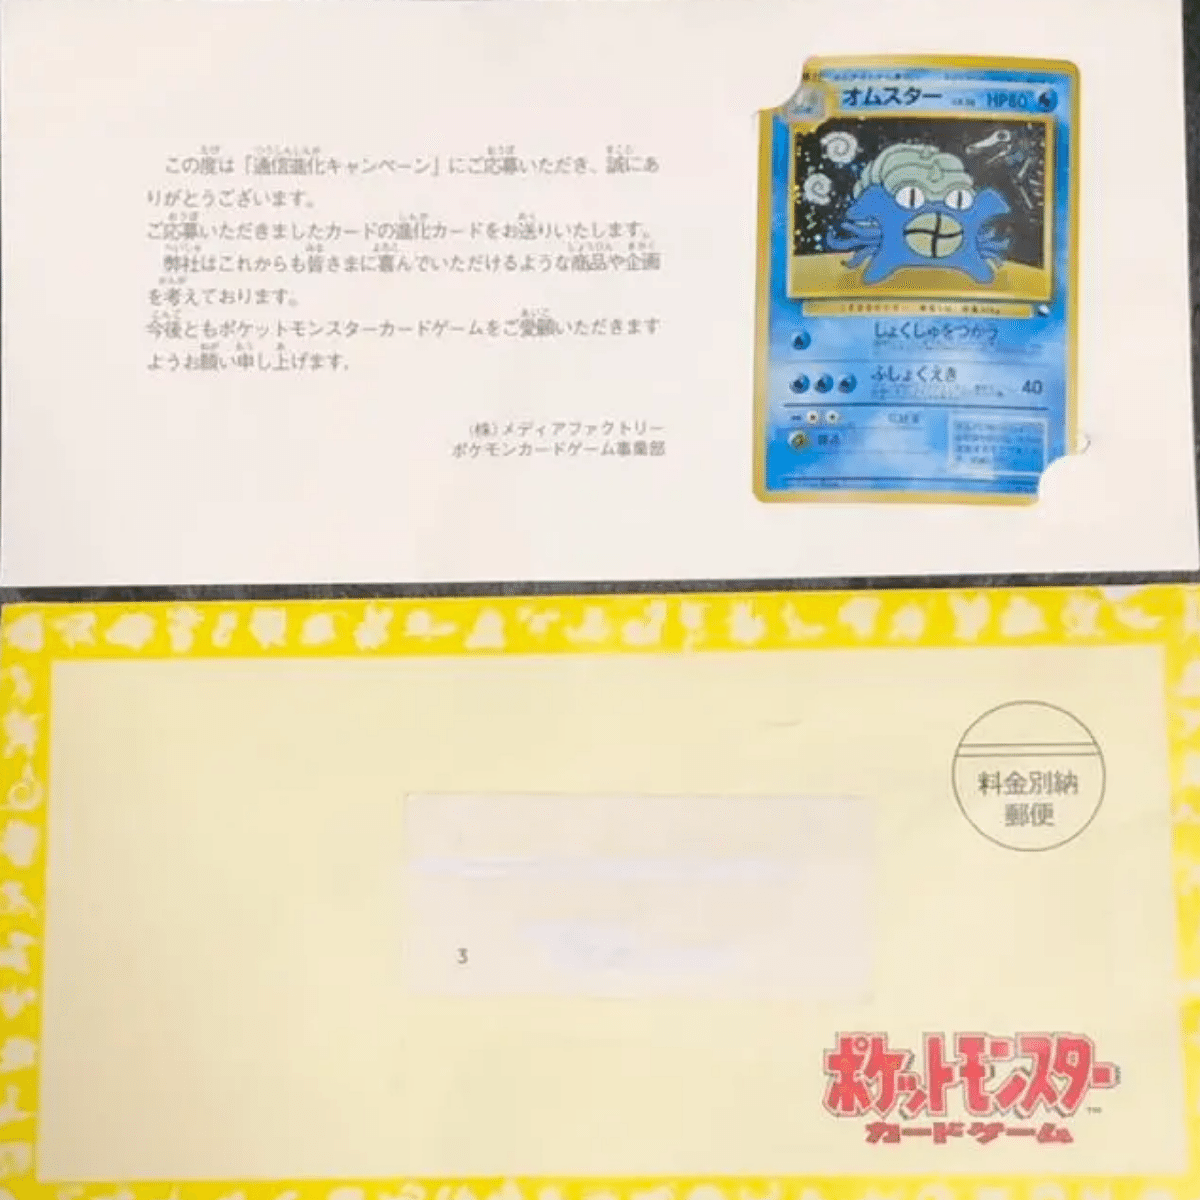 この度は「通信進化キャンペーン」にご応募いただき、誠にあ
りがとうございます。
ご応募いただきましたカードの進化カードをお送りいたします。
弊社はこれからも皆さまに喜んでいただけるような商品や企画
を考えております。
今後ともポケットモンスターカードゲームをご愛顧いただきます
ようお願い申し上げます。
(株)メディアファクトリー
ポケモンカードゲーム事業部
オムスター HP80
しょくしゅをつかう
ふしょくえき 40
料金別納
郵便
3
ポケットモンスター™
カードゲーム